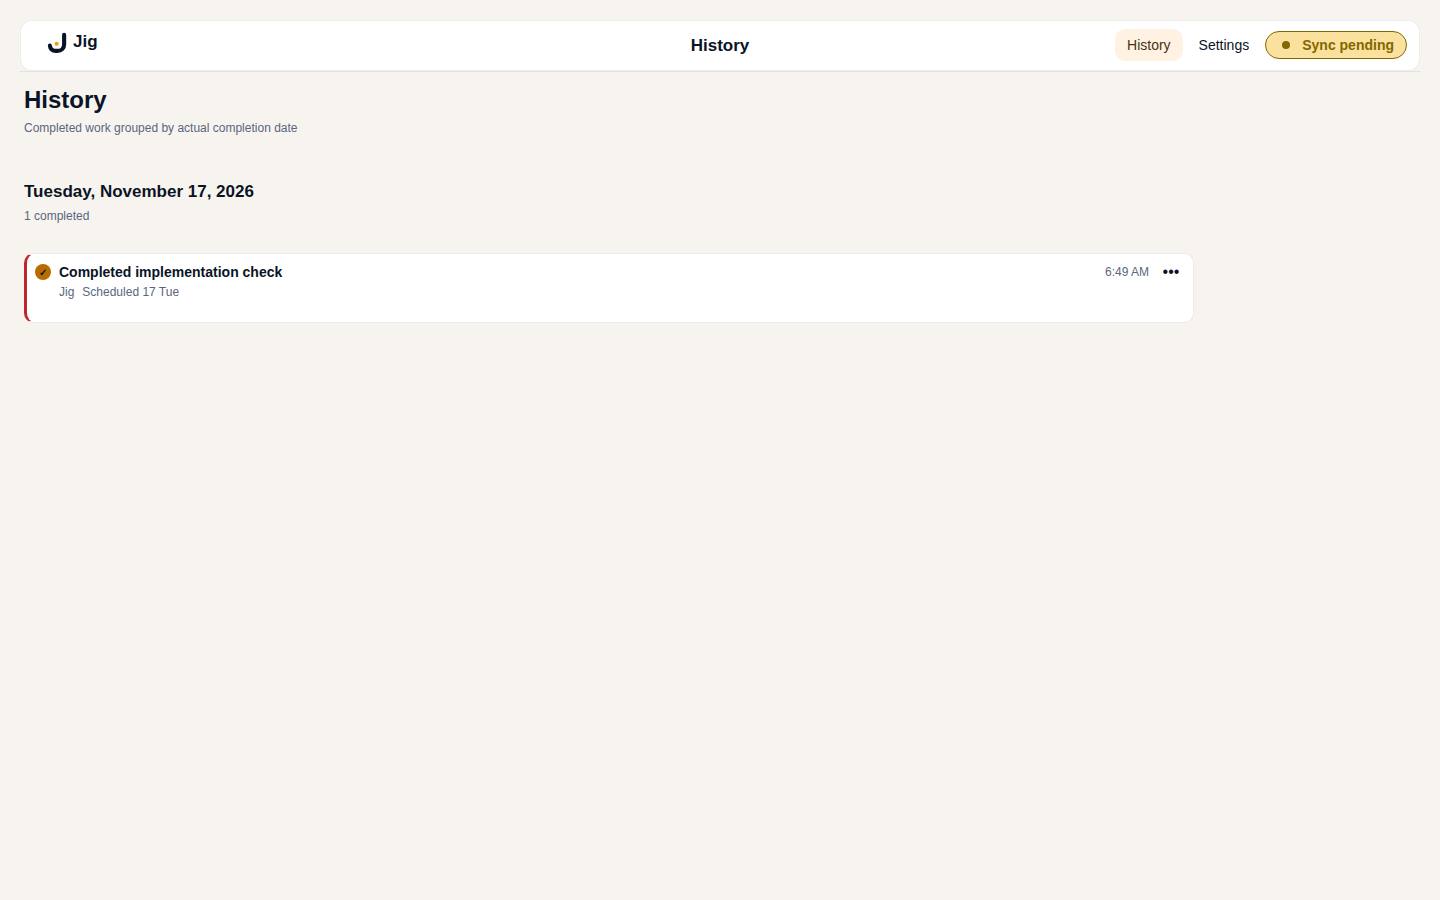 Jig
History
History
Settings
Sync pending
History
Completed work grouped by actual completion date
Tuesday, November 17, 2026
1 completed
Completed implementation check
6:49 AM
Jig Scheduled 17 Tue